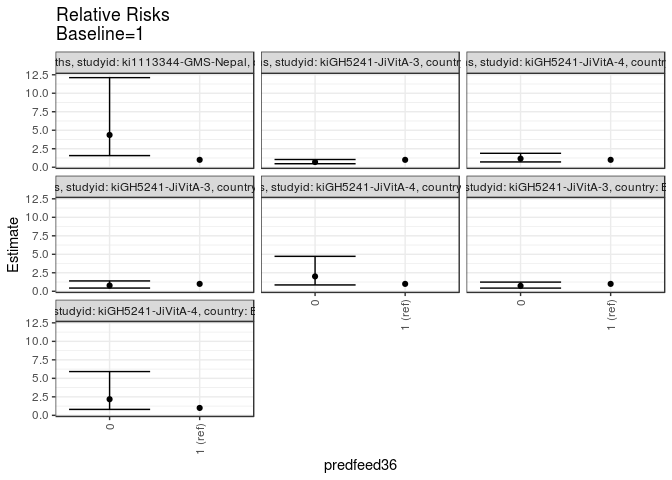 Relative Risks
Baseline=1
ths, studyid: ki1113344-GMS-Nepal,
s, studyid: kiGH5241-JiViTA-3, countr
s, studyid: kiGH5241-JiViTA-4, countr
12.5
10.0
7.5
5.0
2.5
0.0
s, studyid: kiGH5241-JiViTA-3, country
s, studyid: kiGH5241-JiViTA-4, country
studyid: kiGH5241-JiViTA-3, country: E
12.5
10.0
7.5
5.0
2.5
0.0
0
1 (ref)
0
1 (ref)
studyid: kiGH5241-JiViTA-4, country: E
12.5
10.0
7.5
5.0
2.5
0.0
0
1 (ref)
Estimate
predfeed36